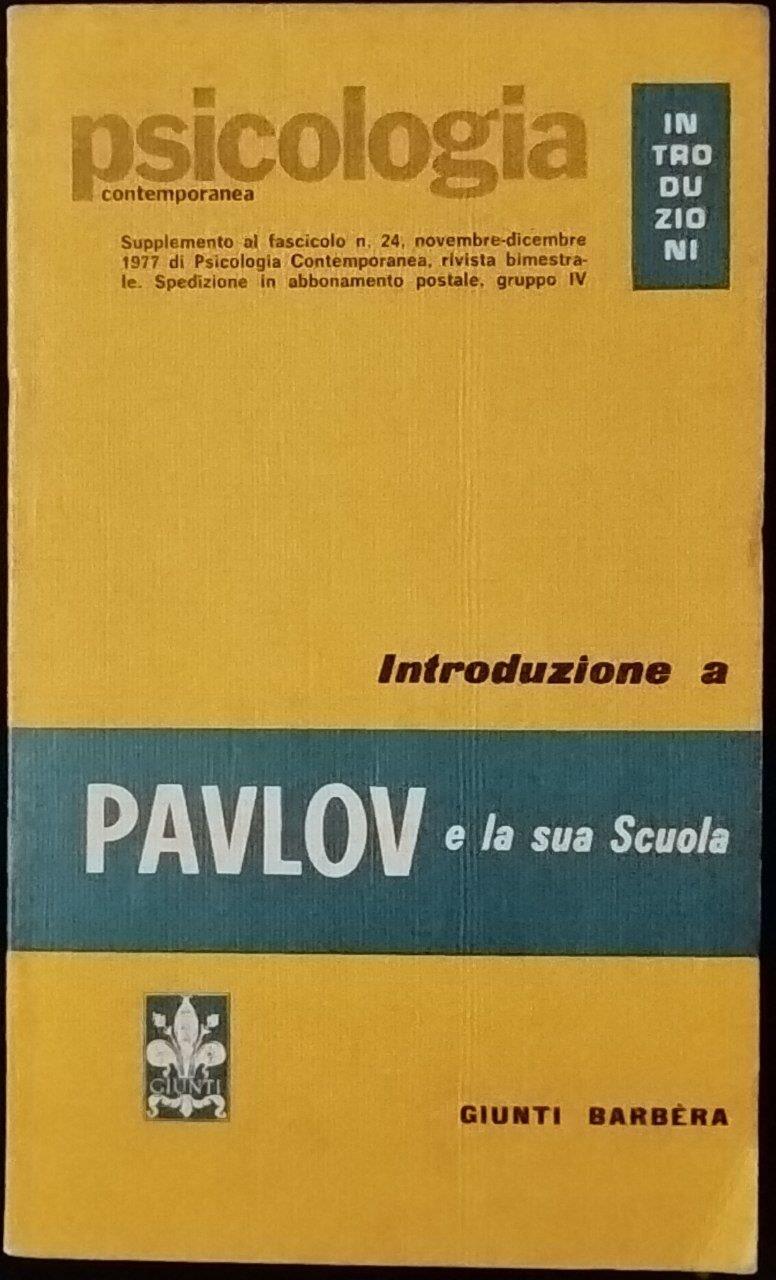 psicologia
contemporanea
Supplemento al fascicolo n. 24, novembre-dicembre
1977 di Psicologia Contemporanea, rivista bimestra-
le. Spedizione in abbonamento postale, gruppo IV
IN
TRO
DU
ZIO
NI
Introduzione a
PAVLOV e la sua Scuola
GIUNTI
GIUNTI BARBÈRA